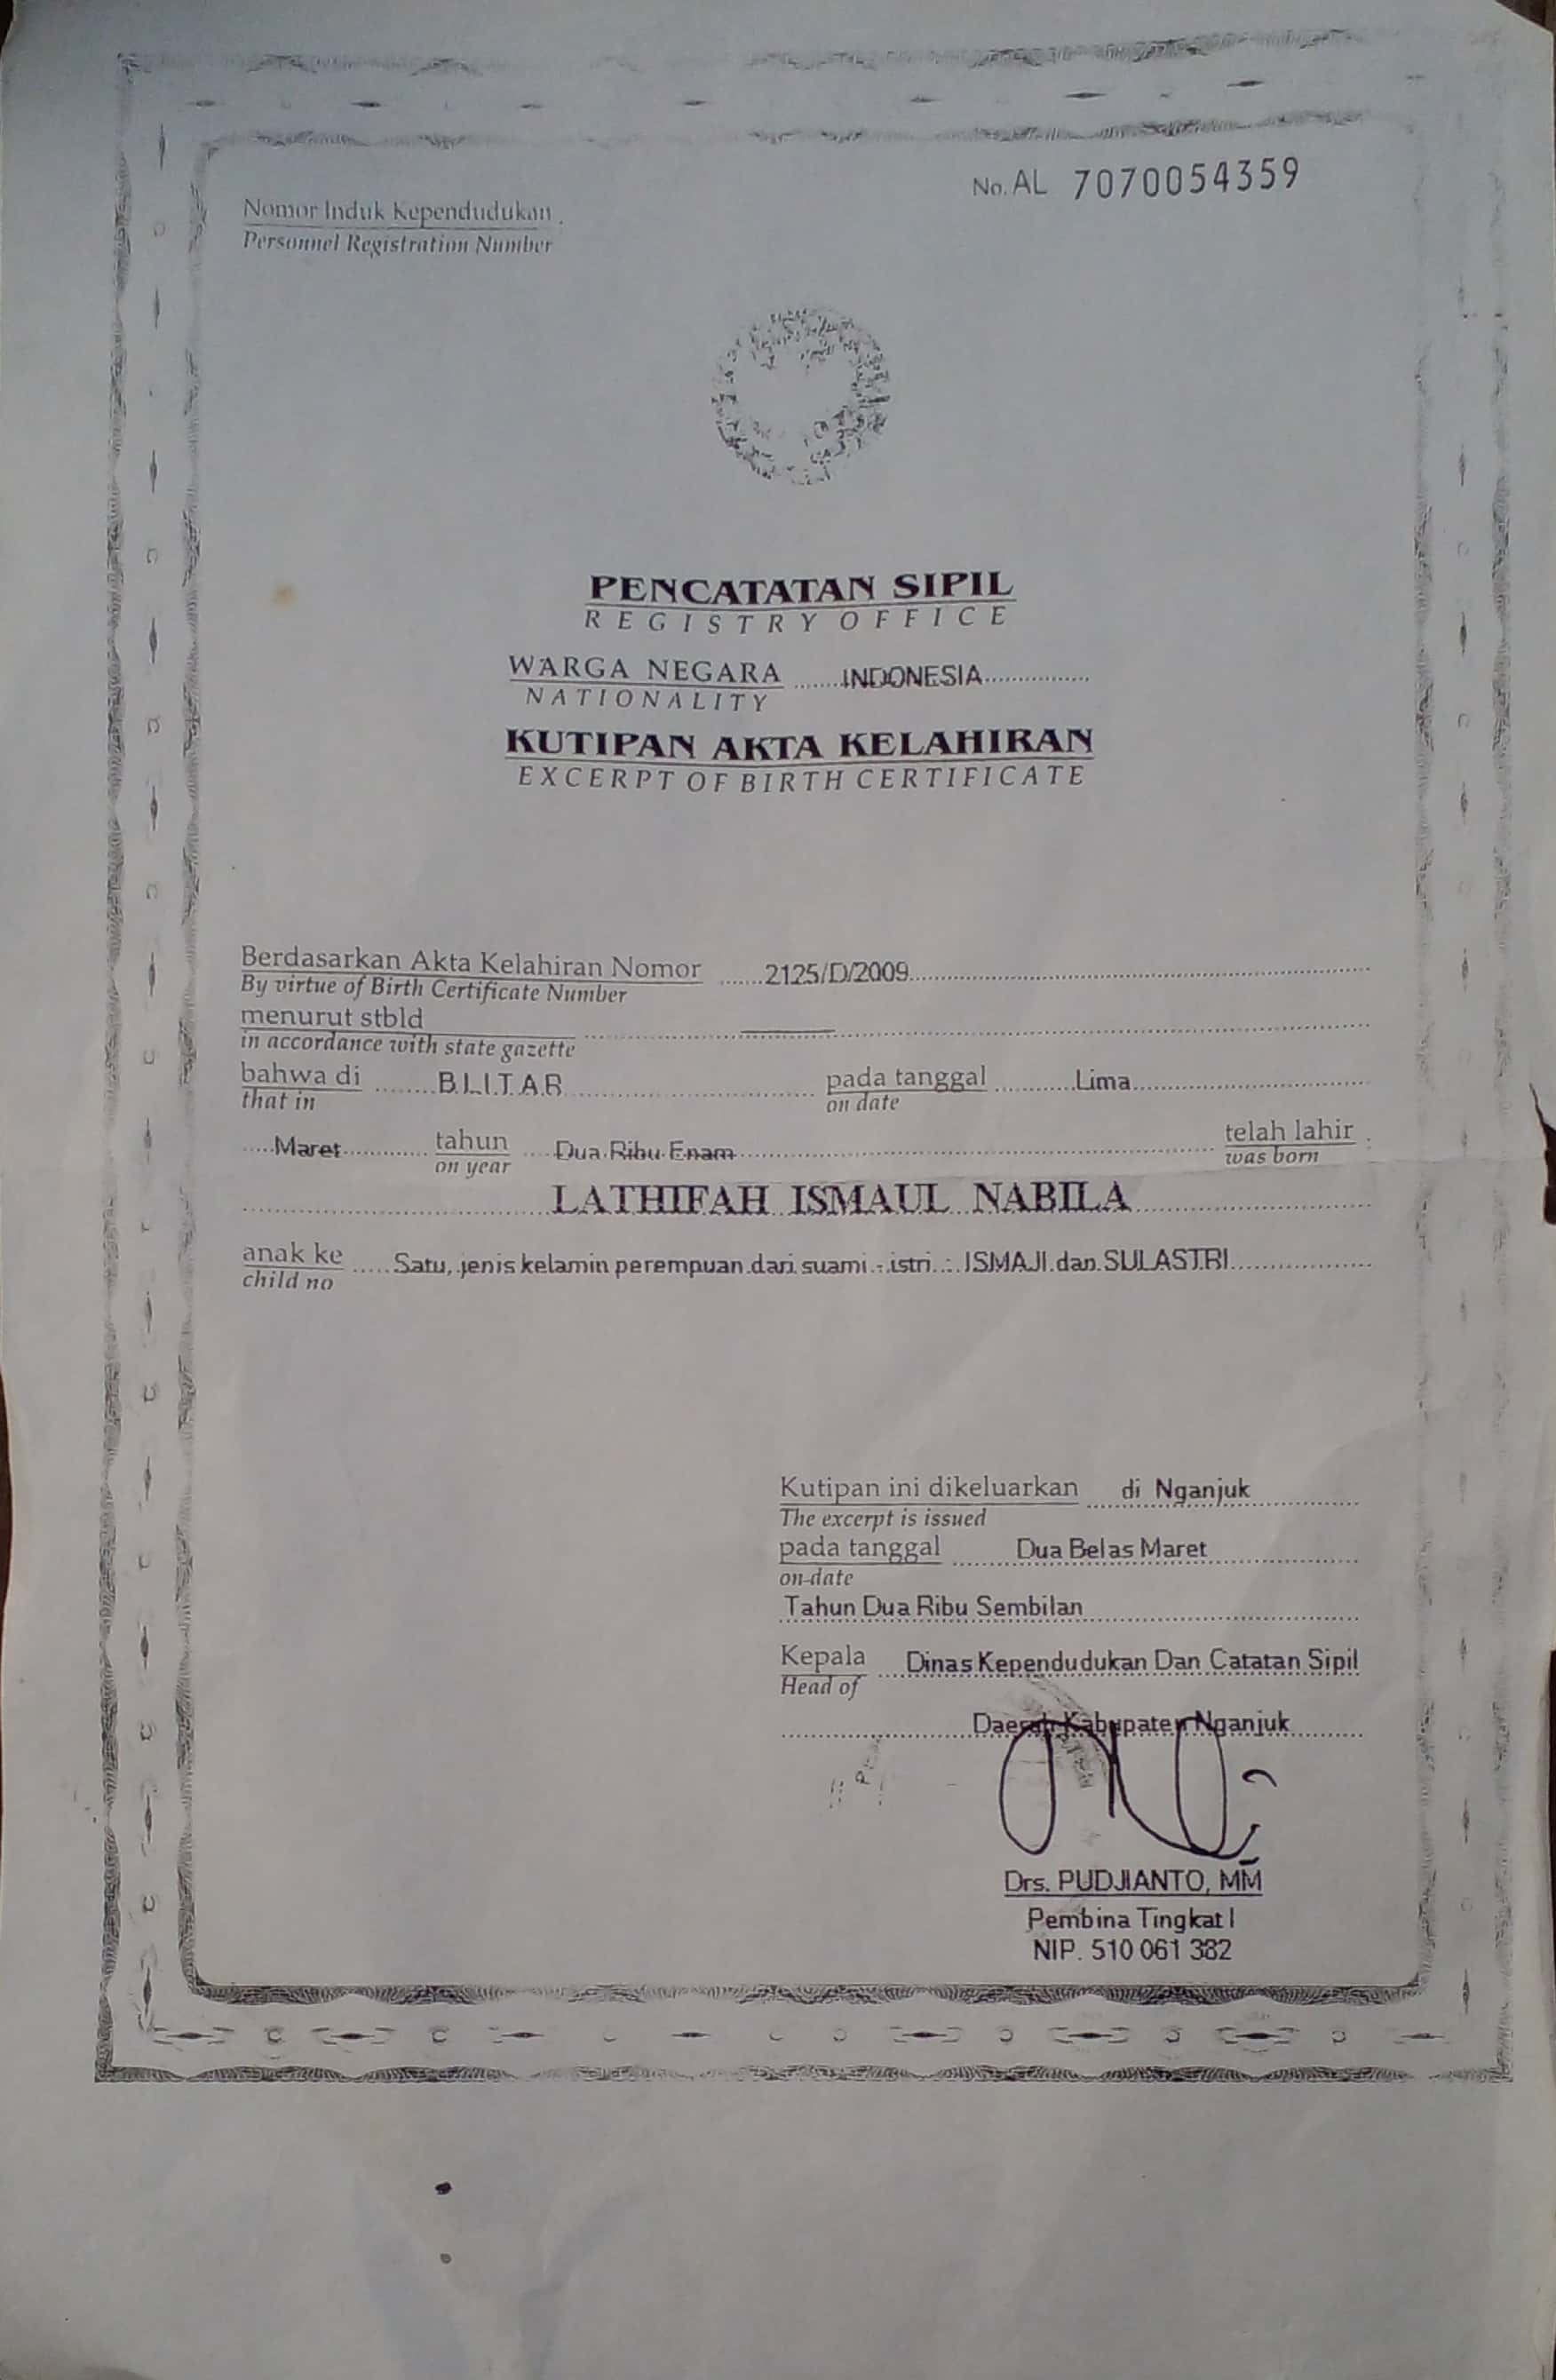 No. AL 7070054359
Nomor Induk Kependudukan
Personnel Registration Number
PENCATATAN SIPIL
REGISTRY OFFICE
WARGA NEGARA INDONESIA
NATIONALITY
KUTIPAN AKTA KELAHIRAN
EXCERPT OF BIRTH CERTIFICATE
Berdasarkan Akta Kelahiran Nomor 2125/D/2009
By virtue of Birth Certificate Number
menurut stbld
in accordance with state gazette
bahwa di BLITAR pada tanggal Lima
that in on date
Maret tahun Dua Ribu Enam telah lahir :
on year was born
LATHIFAH ISMAUL NABILA
anak ke Satu, jenis kelamin perempuan dari suami - istri : ISMAJI dan SULASTRI
child no
Kutipan ini dikeluarkan di Nganjuk
The excerpt is issued
pada tanggal Dua Belas Maret
on-date
Tahun Dua Ribu Sembilan
Kepala Dinas Kependudukan Dan Catatan Sipil
Head of
Daerah Kabupaten Nganjuk
Drs. PUDJIANTO, MM
Pembina Tingkat I
NIP. 510 061 382